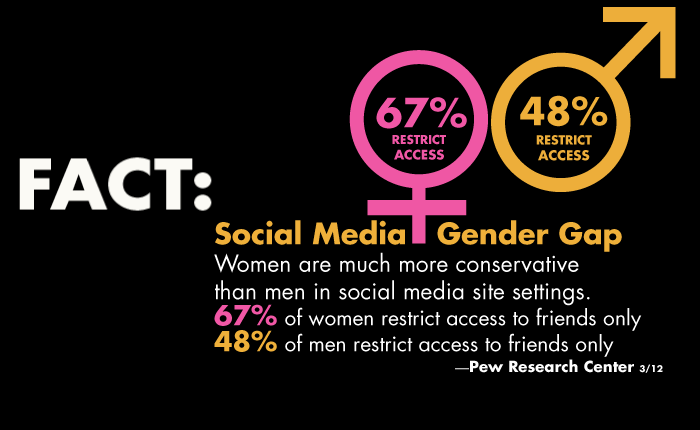 67%
RESTRICT
ACCESS
48%
RESTRICT
ACCESS
FACT:
Social Media Gender Gap
Women are much more conservative
than men in social media site settings.
67% of women restrict access to friends only
48% of men restrict access to friends only
—Pew Research Center 3/12